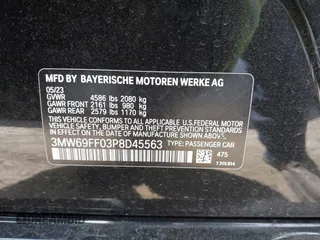 MFD BY BAYERISCHE MOTOREN WERKE AG
05/23
GVWR 4586 lbs 2080 kg
GAWR FRONT 2161 lbs 980 kg
GAWR REAR 2579 lbs 1170 kg
THIS VEHICLE CONFORMS TO ALL
APPLICABLE U.S.FEDERAL MOTOR
VEHICLE SAFETY, BUMPER, AND THEFT
PREVENTION STANDARDS IN EFFECT ON
THE DATE OF MANUFACTURE SHOWN ABOVE.
3MW69FF03P8D45563 TYPE: PASSENGER CAR
475